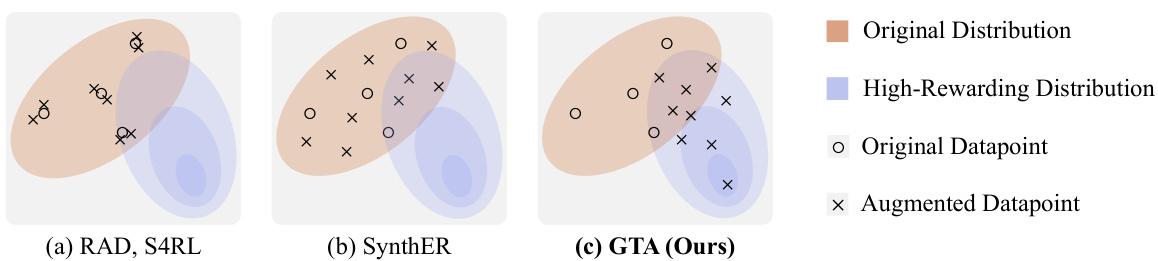 Original Distribution
High-Rewarding Distribution
Original Datapoint
Augmented Datapoint
(a) RAD, S4RL
(b) SynthER
(c) GTA (Ours)